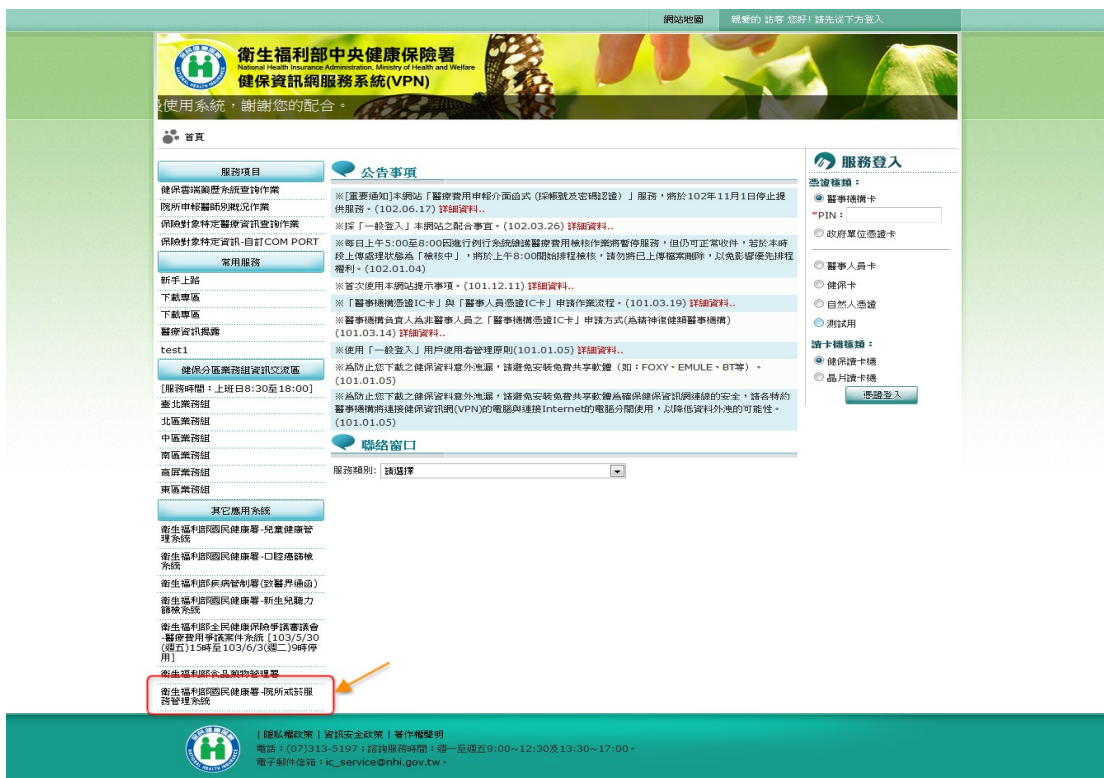 網站地圖
親愛的 訪客 您好! 請先從下方登入
衛生福利部中央健康保險署
National Health Insurance Administration, Ministry of Health and Welfare
健保資訊網服務系統(VPN)
使用系統，謝謝您的配合。
首頁
服務項目
健保雲端藥歷系統查詢作業
院所申報醫師別概況作業
保險對象特定醫療資訊查詢作業
保險對象特定資訊-自訂COM PORT
常用服務
新手上路
下載專區
下載專區
醫療資訊揭露
test1
健保分區業務組資訊交流區
[服務時間：上班日8:30至18:00]
臺北業務組
北區業務組
中區業務組
南區業務組
高屏業務組
東區業務組
其它應用系統
衛生福利部國民健康署-兒童健康管
理系統
衛生福利部國民健康署-口腔癌篩檢
系統
衛生福利部疾病管制署(致醫界通函)
衛生福利部國民健康署-新生兒聽力
篩檢系統
衛生福利部全民健康保險爭議審議會
-醫療費用爭議案件系統 [103/5/30
(週五)15時至103/6/3(週二)9時停
用]
衛生福利部食品藥物管理署
衛生福利部國民健康署-院所戒菸服
務管理系統
公告事項
※[重要通知]本網站「醫療費用申報介面函式 (採帳號及密碼認證) 」服務，將於102年11月1日停止提
供服務。(102.06.17) 詳細資料..
※採「一般登入」本網站之配合事宜。(102.03.26) 詳細資料..
※每日上午5:00至8:00因進行例行系統維護醫療費用檢核作業將暫停服務，但仍可正常收件，若於本時
段上傳處理狀態為「檢核中」，將於上午8:00開始排程檢核，請勿將已上傳檔案刪除，以免影響優先排程
權利。(102.01.04)
※首次使用本網站提示事項。(101.12.11) 詳細資料..
※「醫事機構憑證IC卡」與「醫事人員憑證IC卡」申請作業流程。(101.03.19) 詳細資料..
※醫事機構負責人為非醫事人員之「醫事機構憑證IC卡」申請方式(為精神復健類醫事機構)
(101.03.14) 詳細資料..
※使用「一般登入」用戶使用者管理原則(101.01.05) 詳細資料..
※為防止您下載之健保資料意外洩漏，請避免安裝免費共享軟體（如：FOXY、EMULE、BT等）。
(101.01.05)
※為防止您下載之健保資料意外洩漏，請避免安裝免費共享軟體為確保健保資訊網連線的安全，請各特約
醫事機構將連接健保資訊網(VPN)的電腦與連接Internet的電腦分開使用，以降低資料外洩的可能性。
(101.01.05)
聯絡窗口
服務類別: 請選擇
服務登入
憑證種類：
醫事機構卡
*PIN：
政府單位憑證卡
醫事人員卡
健保卡
自然人憑證
測試用
讀卡機種類：
健保讀卡機
晶片讀卡機
憑證登入
| 隱私權政策 | 資訊安全政策 | 著作權聲明
電話：(07)313-5197；諮詢服務時間：週一至週五9:00~12:30及13:30~17:00。
電子郵件信箱：ic_service@nhi.gov.tw。